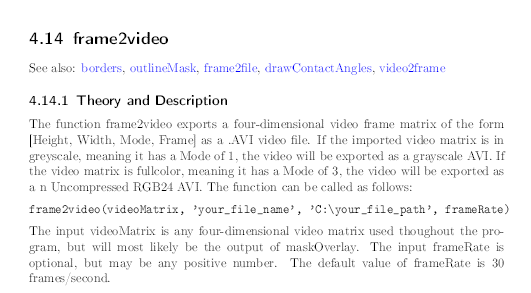 4.14 frame2video
See also: borders, outlineMask, frame2file, drawContactAngles, video2frame
4.14.1 Theory and Description
The function frame2video exports a four-dimensional video frame matrix of the form
[Height, Width, Mode, Frame] as a .AVI video file. If the imported video matrix is in
greyscale, meaning it has a Mode of 1, the video will be exported as a grayscale AVI. If
the video matrix is fullcolor, meaning it has a Mode of 3, the video will be exported as
a n Uncompressed RGB24 AVI. The function can be called as follows:
frame2video(videoMatrix, 'your_file_name', 'C:\your_file_path', frameRate)
The input videoMatrix is any four-dimensional video matrix used thoughout the pro-
gram, but will most likely be the output of maskOverlay. The input frameRate is
optional, but may be any positive number. The default value of frameRate is 30
frames/second.